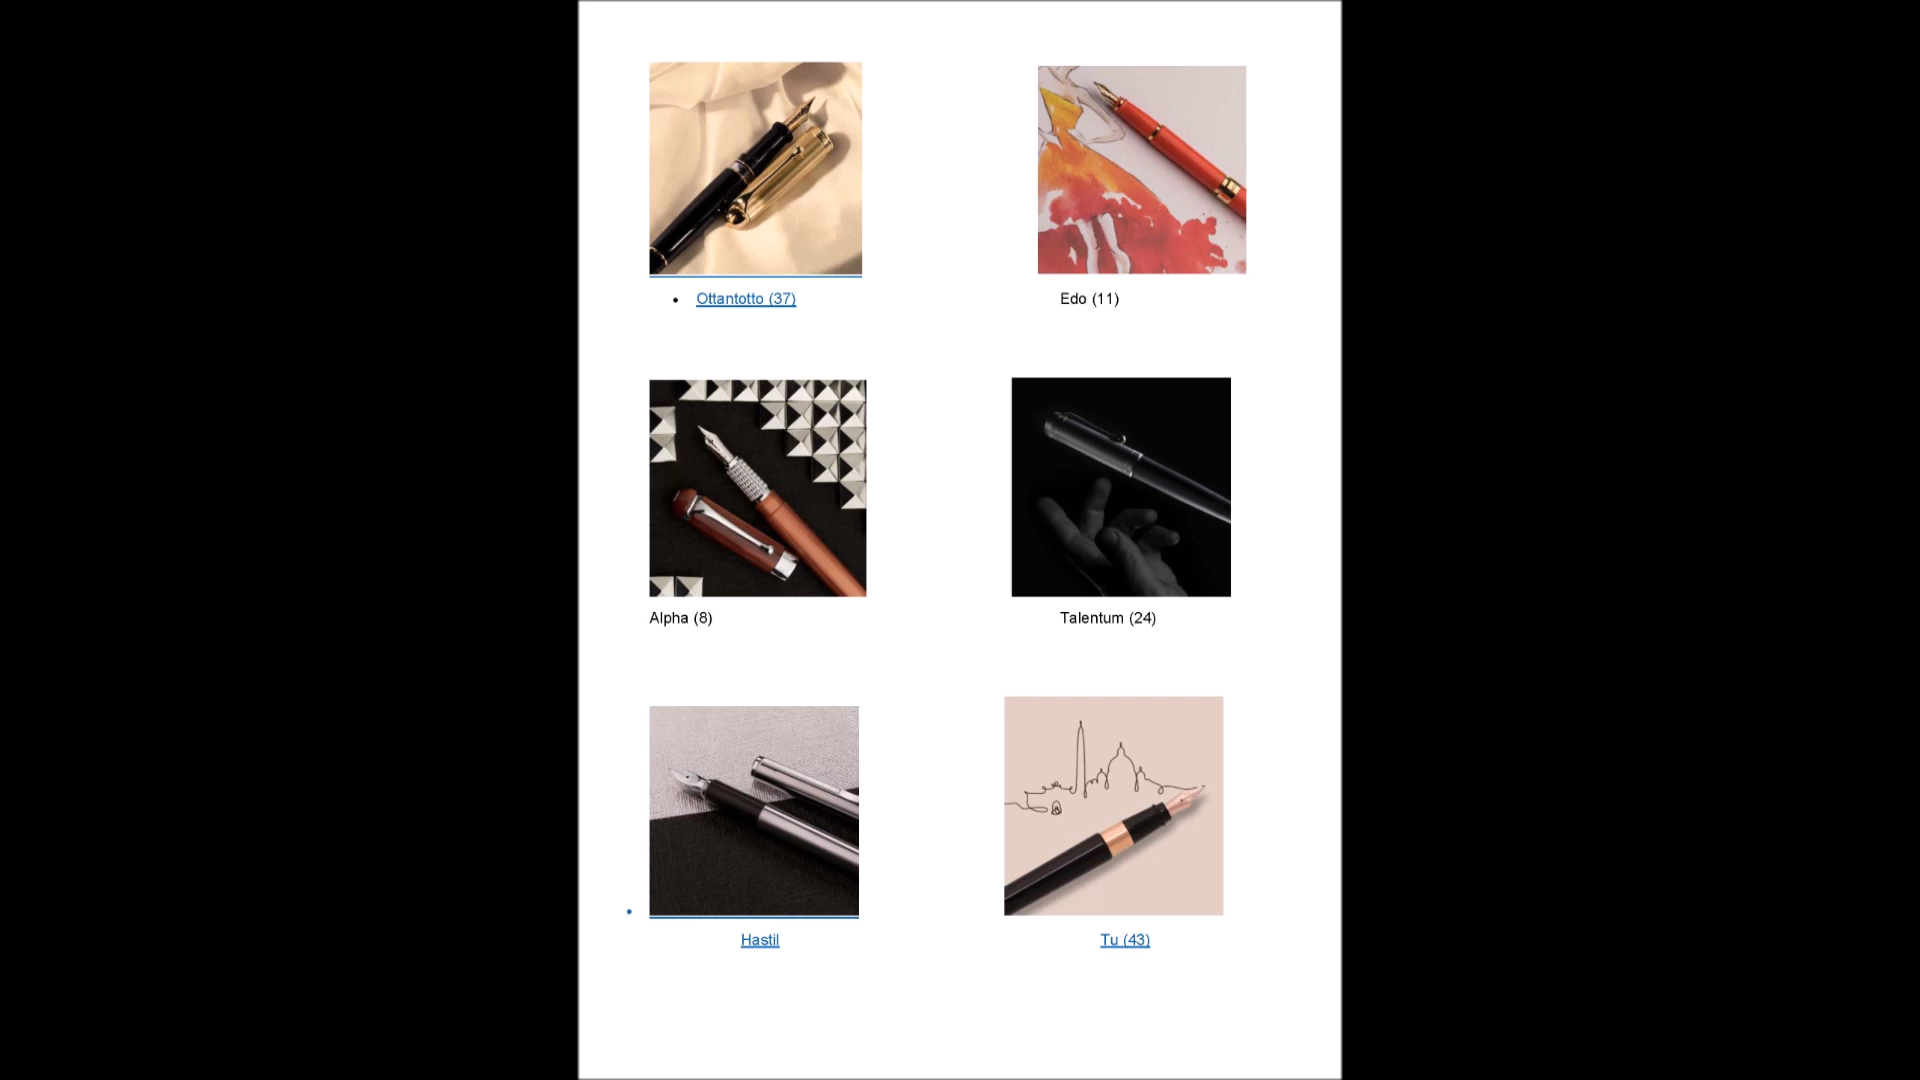 • Ottantotto (37)
Edo (11)
Alpha (8)
Talentum (24)
• Hastil
Tu (43)